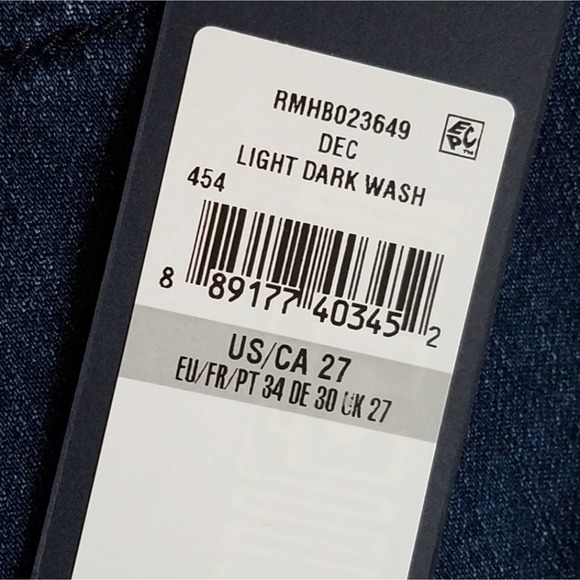 RMHB023649
ECP™
DEC
LIGHT DARK WASH
454
8 89177 40345 2
US/CA 27
EU/FR/PT 34 DE 30 UK 27